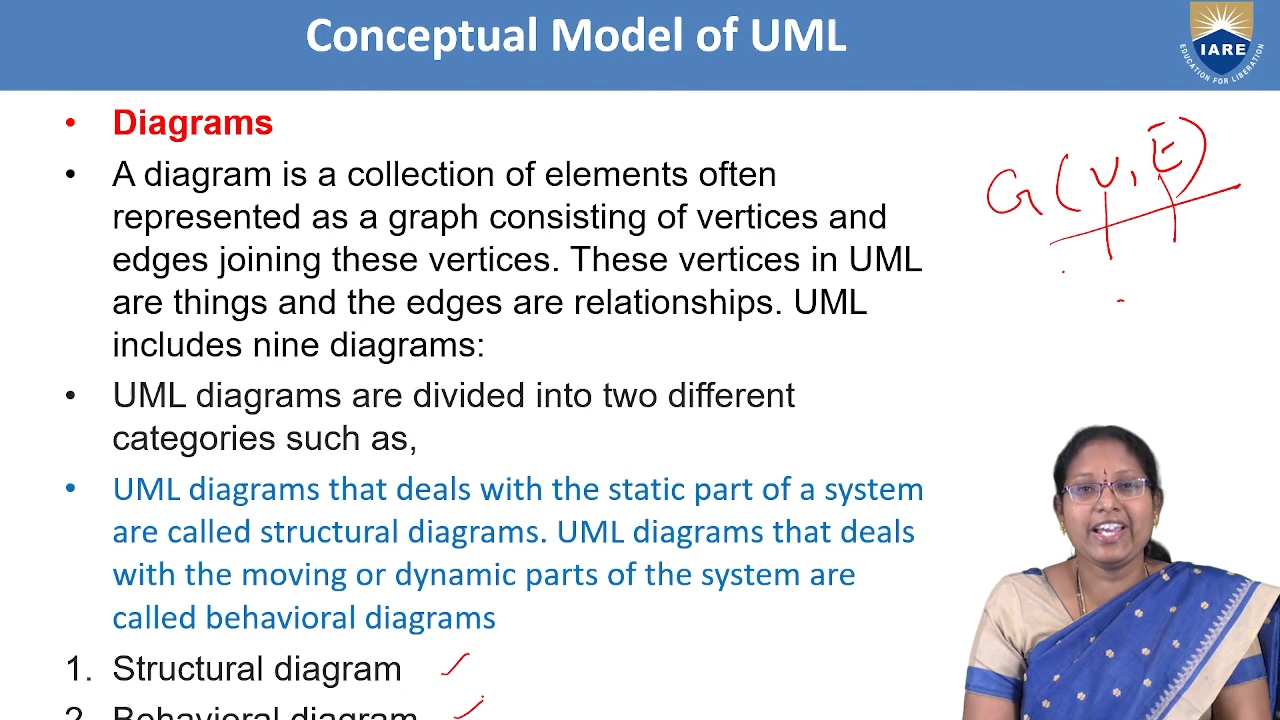 Conceptual Model of UML
IARE
EDUCATION FOR LIBERATION
• Diagrams
G(V, E)
• A diagram is a collection of elements often
represented as a graph consisting of vertices and
edges joining these vertices. These vertices in UML
are things and the edges are relationships. UML
includes nine diagrams:
• UML diagrams are divided into two different
categories such as,
• UML diagrams that deals with the static part of a system
are called structural diagrams. UML diagrams that deals
with the moving or dynamic parts of the system are
called behavioral diagrams
1. Structural diagram
2. Behavioral diagram